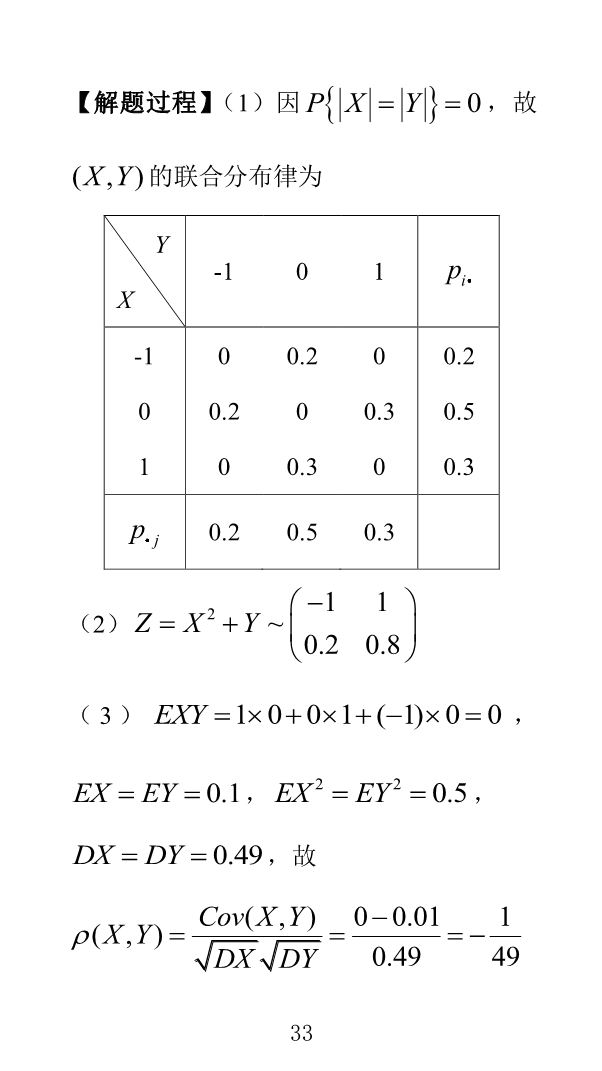 【解题过程】（1）因 P{|X|=|Y|}=0，故
(X,Y) 的联合分布律为
Y
X
-1 0 1 pᵢ•
-1 0 0.2 0 0.2
0 0.2 0 0.3 0.5
1 0 0.3 0 0.3
p•ⱼ 0.2 0.5 0.3
（2）Z = X² + Y ~ ( −1 1
0.2 0.8 )
（3） EXY = 1×0+0×1+(−1)×0 = 0 ，
EX = EY = 0.1， EX² = EY² = 0.5，
DX = DY = 0.49，故
ρ(X,Y) = Cov(X,Y) / √DX √DY = 0−0.01 / 0.49 = − 1 / 49
33